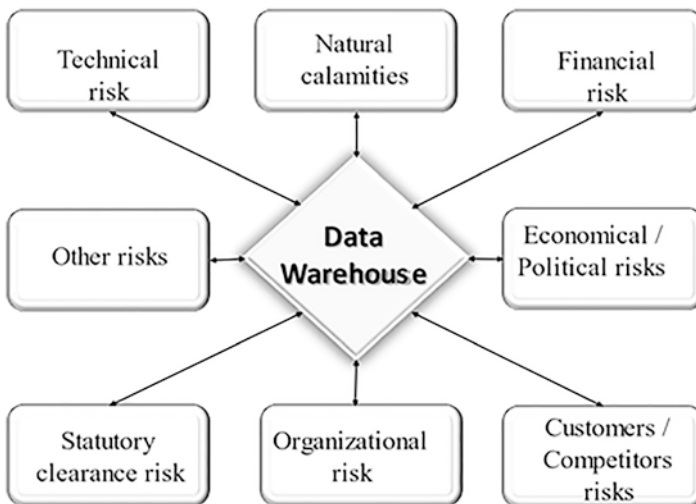 Technical
risk
Natural
calamities
Financial
risk
Other risks
Data
Warehouse
Economical /
Political risks
Statutory
clearance risk
Organizational
risk
Customers /
Competitors
risks